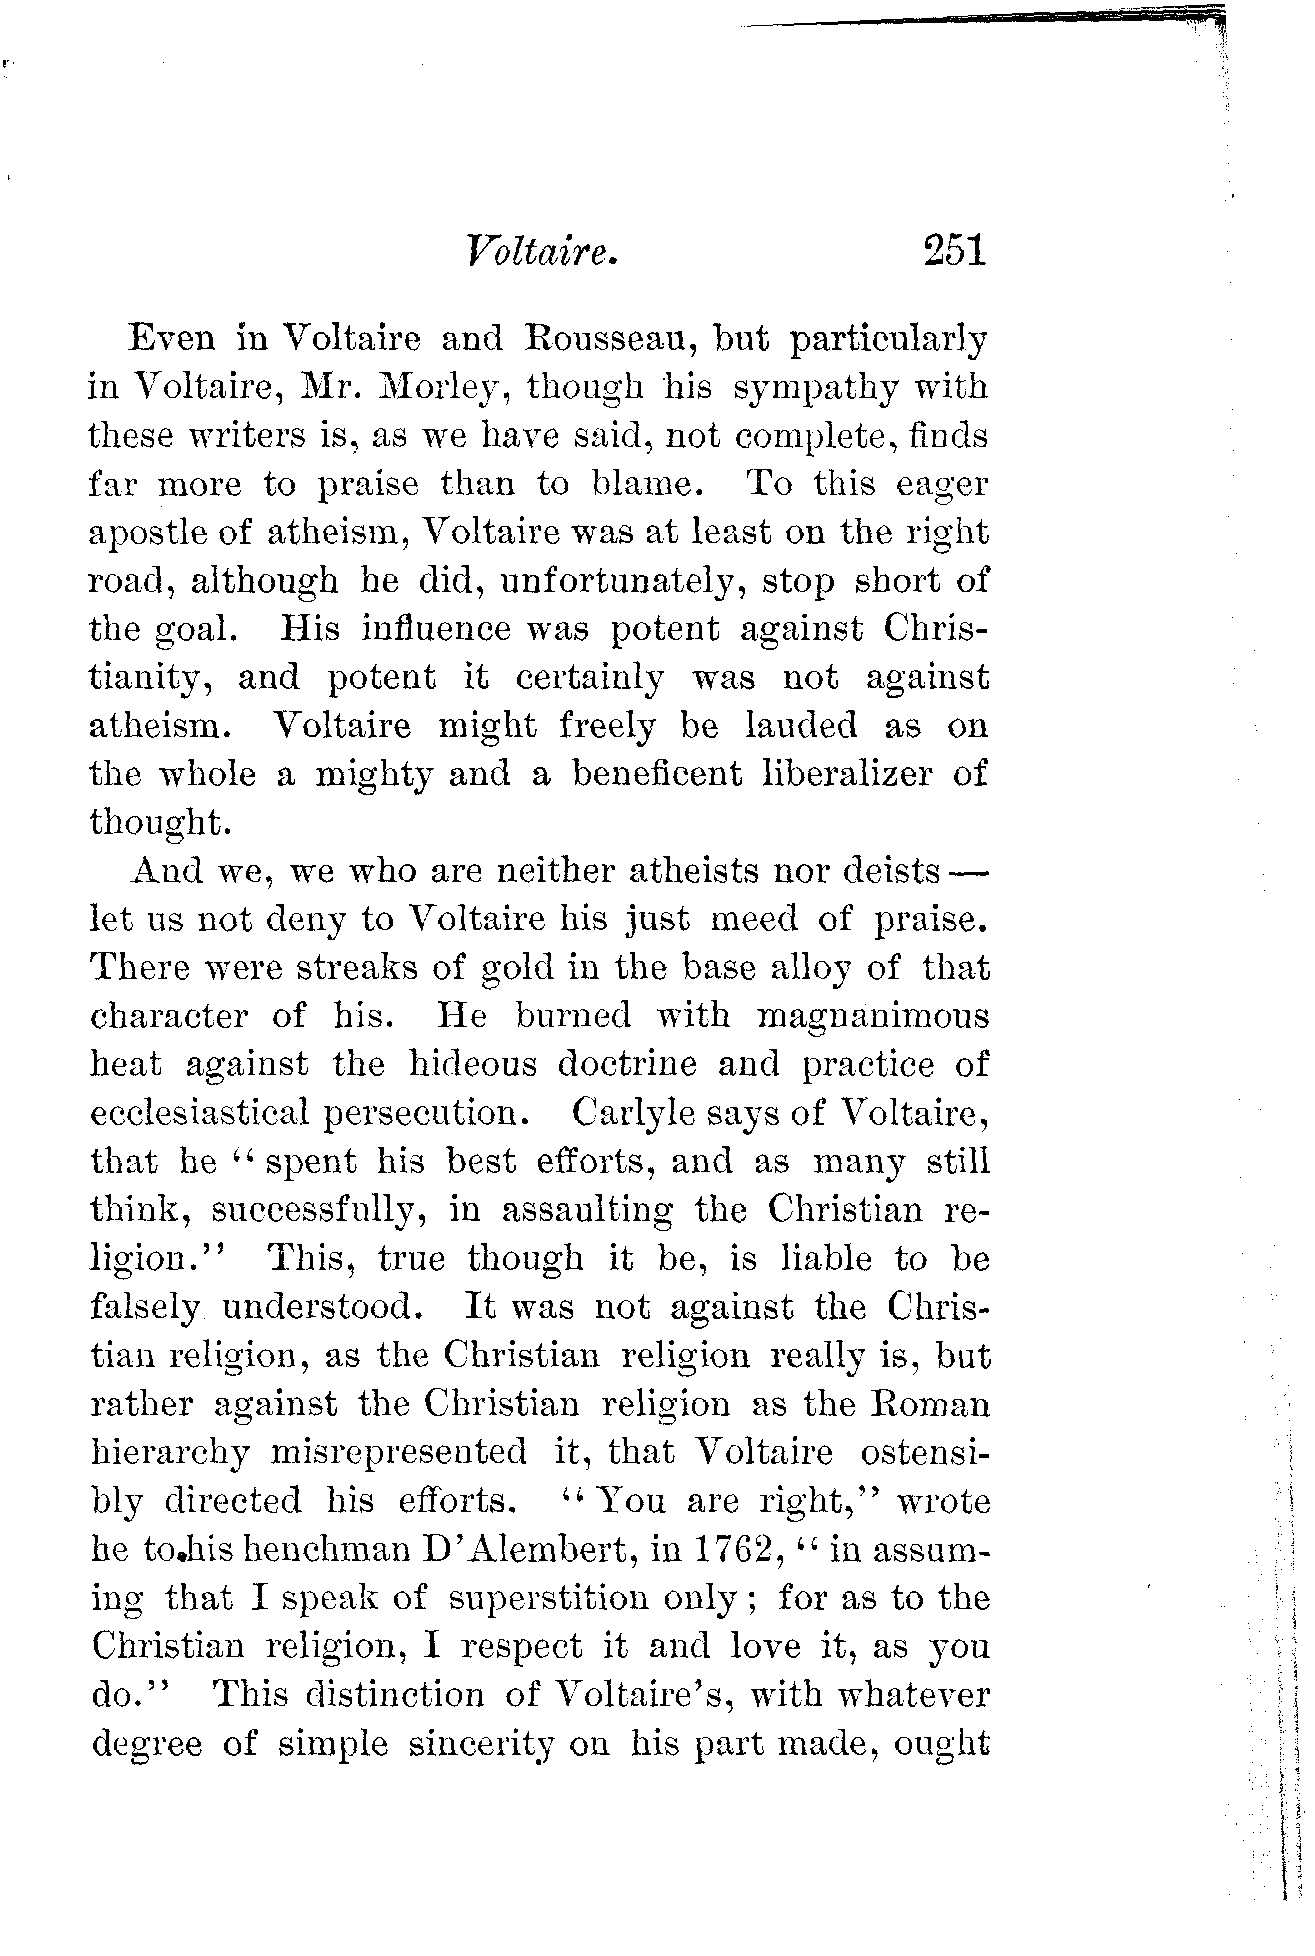 Voltaire. 251
Even in Voltaire and Rousseau, but particularly
in Voltaire, Mr. Morley, though his sympathy with
these writers is, as we have said, not complete, finds
far more to praise than to blame. To this eager
apostle of atheism, Voltaire was at least on the right
road, although he did, unfortunately, stop short of
the goal. His influence was potent against Chris-
tianity, and potent it certainly was not against
atheism. Voltaire might freely be lauded as on
the whole a mighty and a beneficent liberalizer of
thought.
And we, we who are neither atheists nor deists —
let us not deny to Voltaire his just meed of praise.
There were streaks of gold in the base alloy of that
character of his. He burned with magnanimous
heat against the hideous doctrine and practice of
ecclesiastical persecution. Carlyle says of Voltaire,
that he “ spent his best efforts, and as many still
think, successfully, in assaulting the Christian re-
ligion.” This, true though it be, is liable to be
falsely understood. It was not against the Chris-
tian religion, as the Christian religion really is, but
rather against the Christian religion as the Roman
hierarchy misrepresented it, that Voltaire ostensi-
bly directed his efforts. “ You are right,” wrote
he to his henchman D’Alembert, in 1762, “ in assum-
ing that I speak of superstition only ; for as to the
Christian religion, I respect it and love it, as you
do.” This distinction of Voltaire’s, with whatever
degree of simple sincerity on his part made, ought